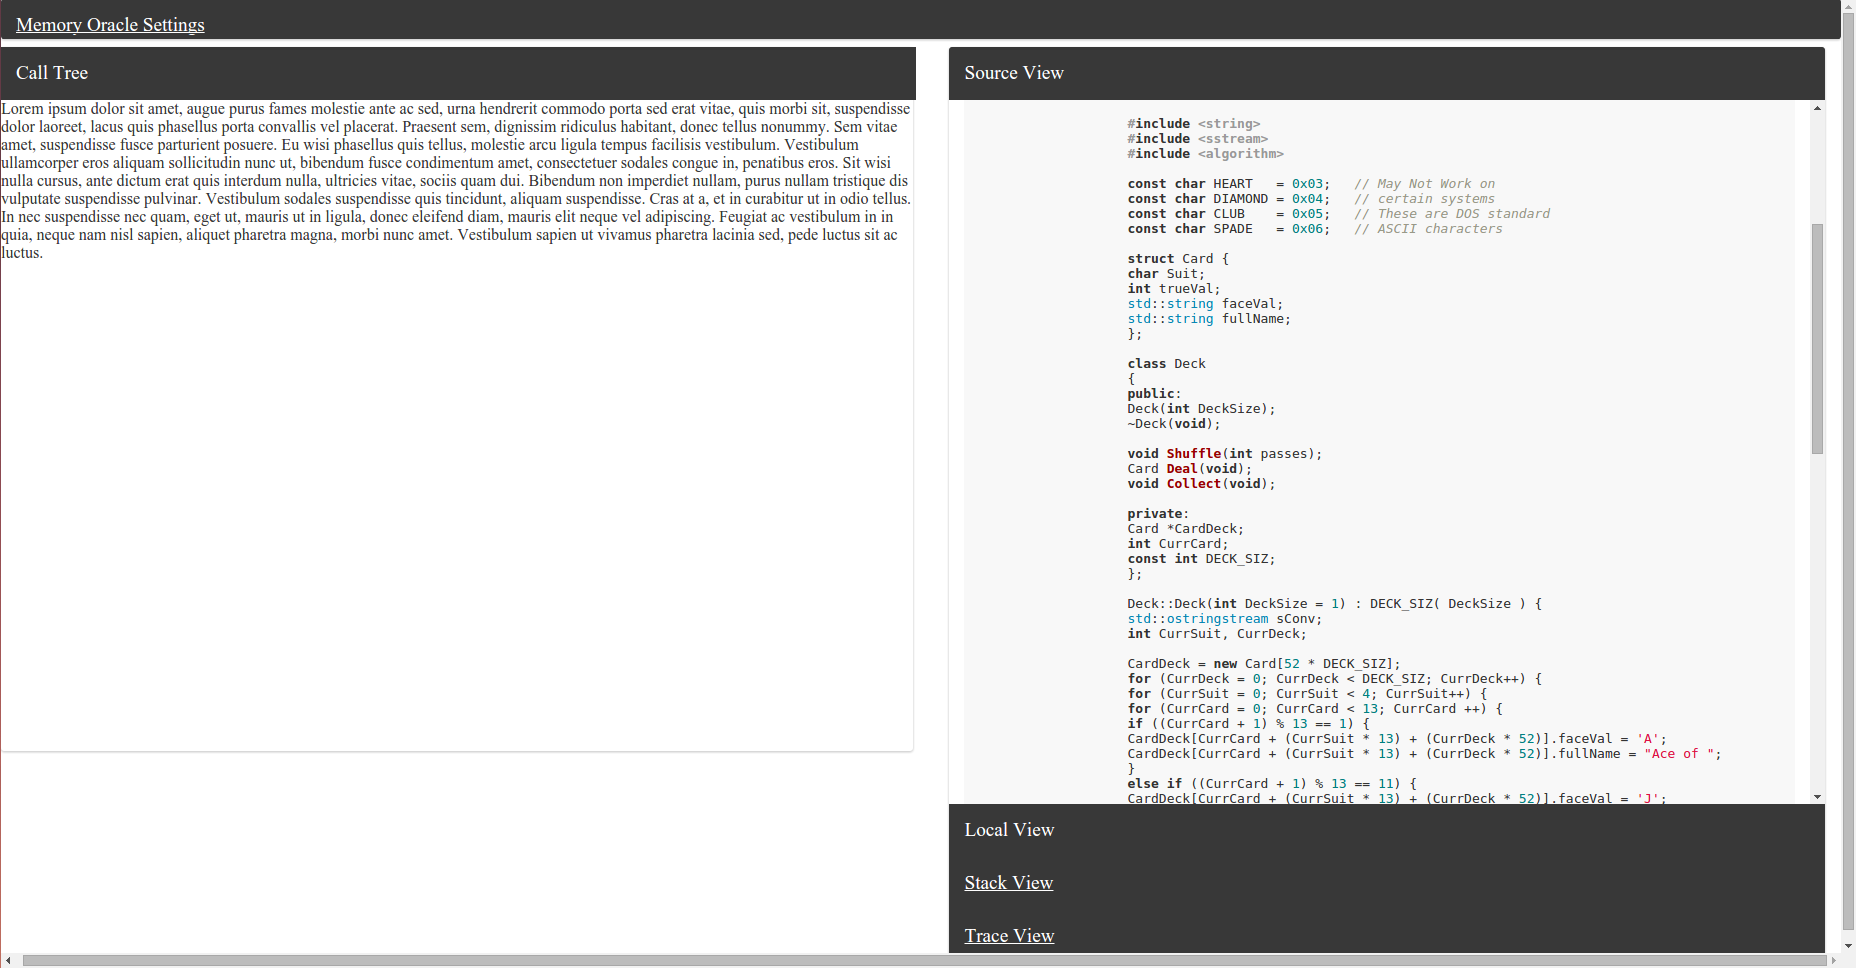 Memory Oracle Settings
Call Tree
Lorem ipsum dolor sit amet, augue purus fames molestie ante ac sed, urna hendrerit commodo porta sed erat vitae, quis morbi sit, suspendisse
dolor laoreet, lacus quis phasellus porta convallis vel placerat. Praesent sem, dignissim ridiculus habitant, donec tellus nonummy. Sem vitae
amet, suspendisse fusce parturient posuere. Eu wisi phasellus quis tellus, molestie arcu ligula tempus facilisis vestibulum. Vestibulum
ullamcorper eros aliquam sollicitudin nunc ut, bibendum fusce condimentum amet, consectetuer sodales congue in, penatibus eros. Sit wisi
nulla cursus, ante dictum erat quis interdum nulla, ultricies vitae, sociis quam dui. Bibendum non imperdiet nullam, purus nullam tristique dis
vulputate suspendisse pulvinar. Vestibulum sodales suspendisse quis tincidunt, aliquam suspendisse. Cras at a, et in curabitur ut in odio tellus.
In nec suspendisse nec quam, eget ut, mauris ut in ligula, donec eleifend diam, mauris elit neque vel adipiscing. Feugiat ac vestibulum in in
quia, neque nam nisl sapien, aliquet pharetra magna, morbi nunc amet. Vestibulum sapien ut vivamus pharetra lacinia sed, pede luctus sit ac
luctus.
Source View
#include <string>
#include <sstream>
#include <algorithm>
const char HEART   = 0x03;   // May Not Work on
const char DIAMOND = 0x04;   // certain systems
const char CLUB    = 0x05;   // These are DOS standard
const char SPADE   = 0x06;   // ASCII characters
struct Card {
char Suit;
int trueVal;
std::string faceVal;
std::string fullName;
};
class Deck
{
public:
Deck(int DeckSize);
~Deck(void);
void Shuffle(int passes);
Card Deal(void);
void Collect(void);
private:
Card *CardDeck;
int CurrCard;
const int DECK_SIZ;
};
Deck::Deck(int DeckSize = 1) : DECK_SIZ( DeckSize ) {
std::ostringstream sConv;
int CurrSuit, CurrDeck;
CardDeck = new Card[52 * DECK_SIZ];
for (CurrDeck = 0; CurrDeck < DECK_SIZ; CurrDeck++) {
for (CurrSuit = 0; CurrSuit < 4; CurrSuit++) {
for (CurrCard = 0; CurrCard < 13; CurrCard ++) {
if ((CurrCard + 1) % 13 == 1) {
CardDeck[CurrCard + (CurrSuit * 13) + (CurrDeck * 52)].faceVal = 'A';
CardDeck[CurrCard + (CurrSuit * 13) + (CurrDeck * 52)].fullName = "Ace of ";
}
else if ((CurrCard + 1) % 13 == 11) {
CardDeck[CurrCard + (CurrSuit * 13) + (CurrDeck * 52)].faceVal = 'J';
Local View
Stack View
Trace View